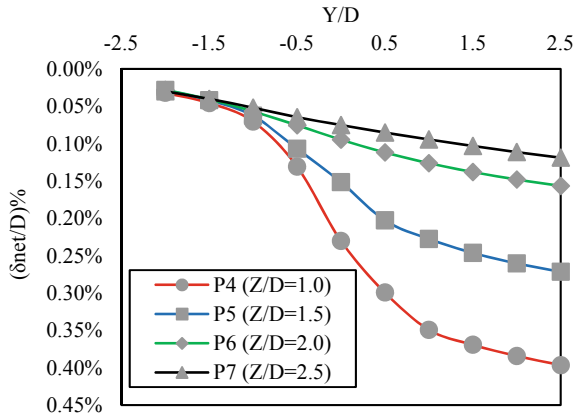 Y/D
-2.5 -1.5 -0.5 0.5 1.5 2.5
0.00%
0.05%
0.10%
0.15%
0.20%
0.25%
0.30%
0.35%
0.40%
0.45%
(δnet/D)%
P4 (Z/D=1.0)
P5 (Z/D=1.5)
P6 (Z/D=2.0)
P7 (Z/D=2.5)